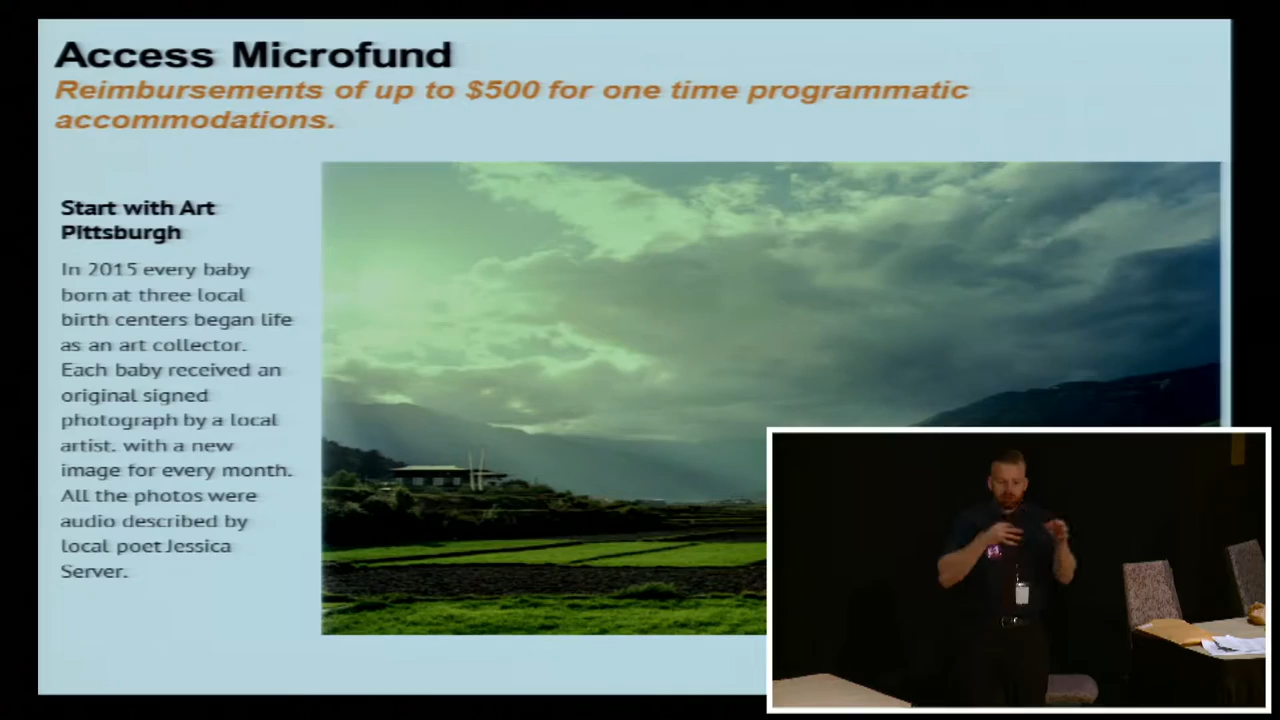 Access Microfund
Reimbursements of up to $500 for one time programmatic
accommodations.
Start with Art
Pittsburgh
In 2015 every baby
born at three local
birth centers began life
as an art collector.
Each baby received an
original signed
photograph by a local
artist. with a new
image for every month.
All the photos were
audio described by
local poet Jessica
Server.